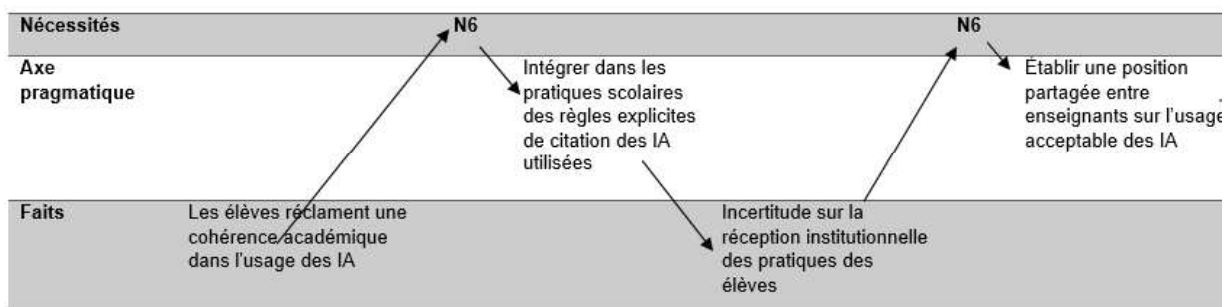 Nécessités N6 N6
Axe
pragmatique
Intégrer dans les
pratiques scolaires
des règles explicites
de citation des IA
utilisées
Établir une position
partagée entre
enseignants sur l'usage
acceptable des IA
Faits
Les élèves réclament une
cohérence académique
dans l'usage des IA
Incertitude sur la
réception institutionnelle
des pratiques des
élèves